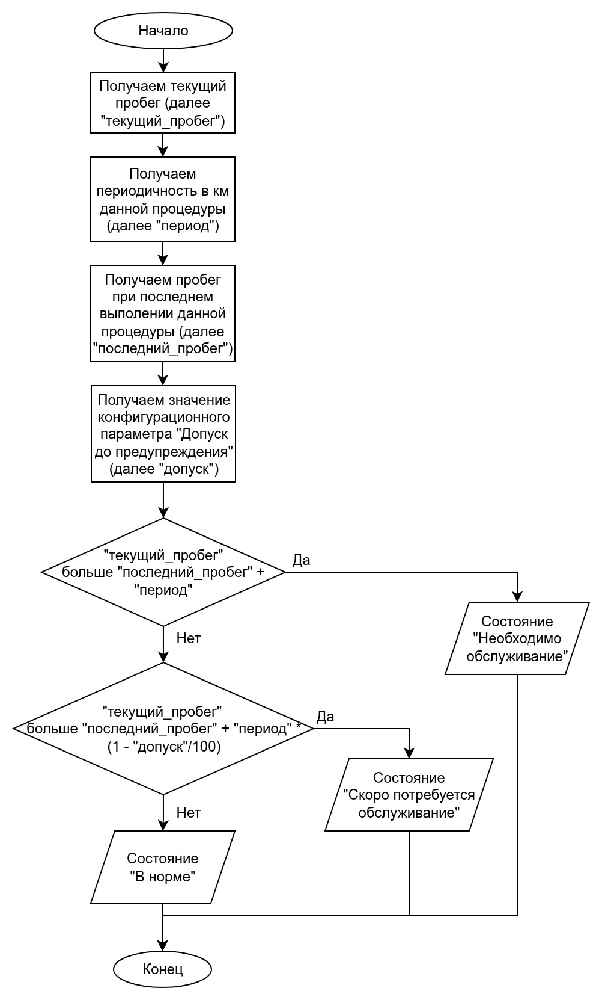 Начало
Получаем текущий
пробег (далее
"текущий_пробег")
Получаем
периодичность в км
данной процедуры
(далее "период")
Получаем пробег
при последнем
выполении данной
процедуры (далее
"последний_пробег")
Получаем значение
конфигурационного
параметра "Допуск
до предупреждения"
(далее "допуск")
"текущий_пробег"
больше "последний_пробег" +
"период"
Да
Состояние
"Необходимо
обслуживание"
Нет
"текущий_пробег"
больше "последний_пробег" + "период" *
(1 - "допуск"/100)
Да
Состояние
"Скоро потребуется
обслуживание"
Нет
Состояние
"В норме"
Конец